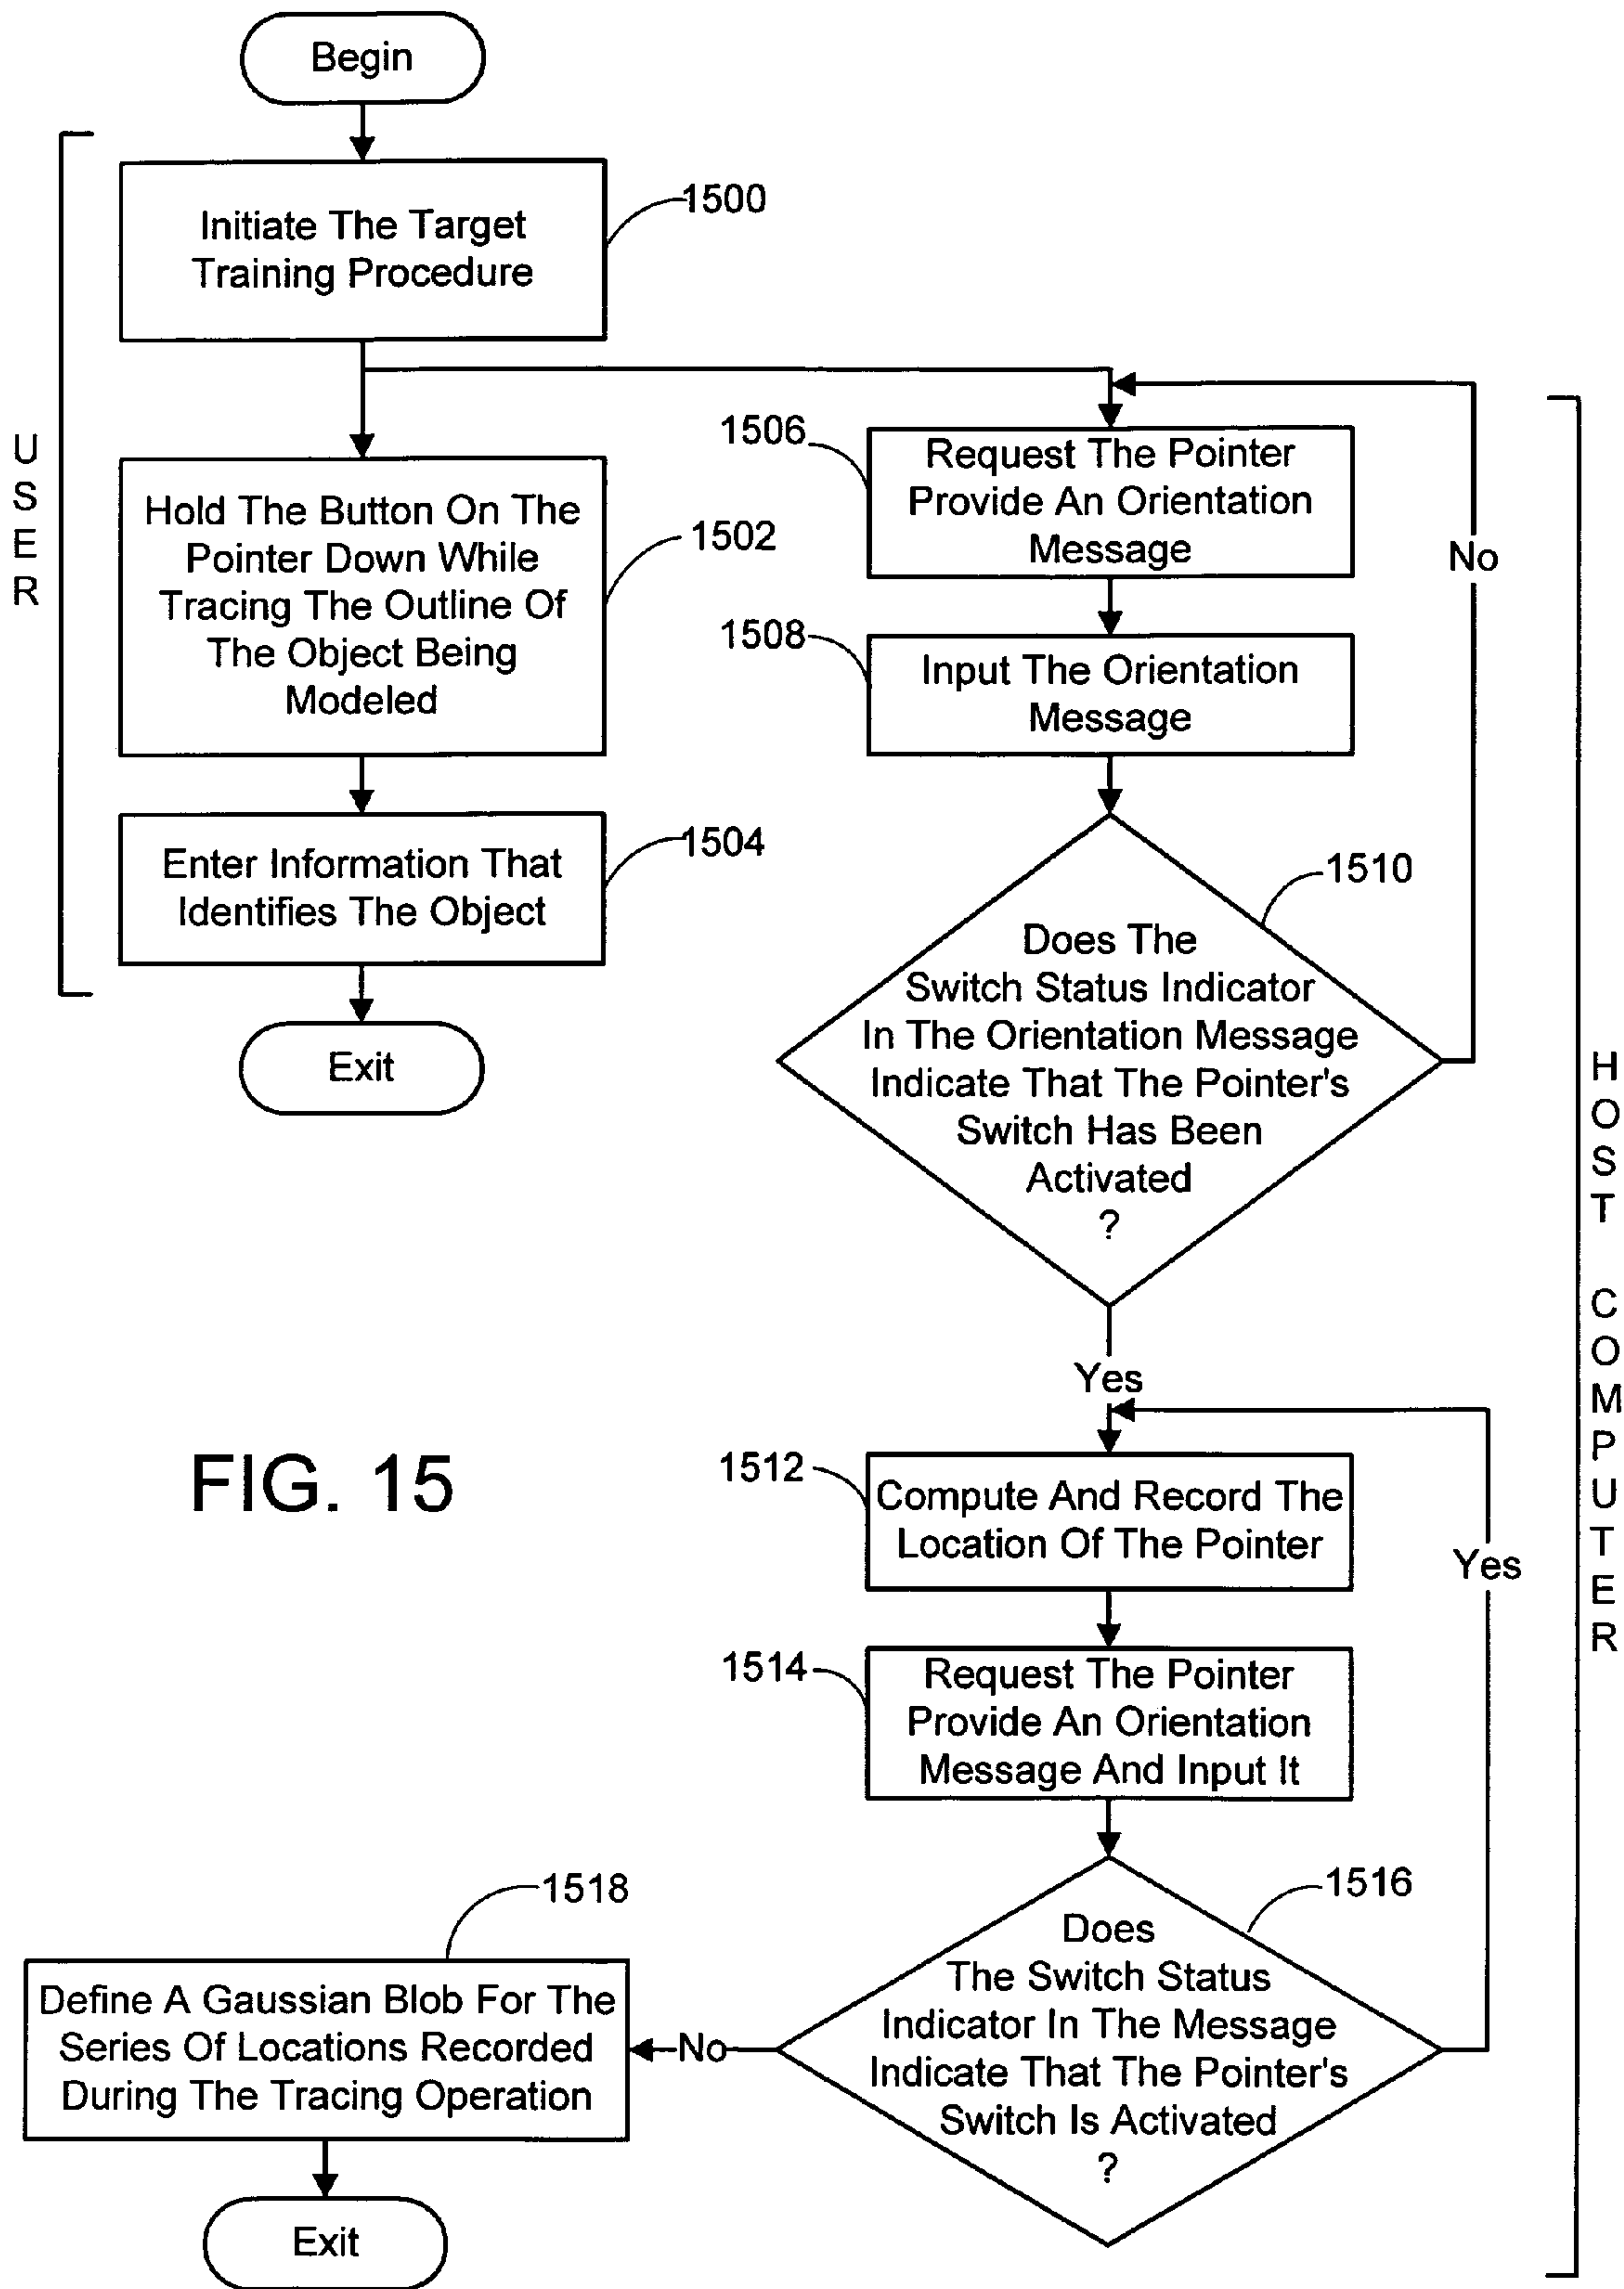 Begin
Initiate The Target
Training Procedure
1500
USER
Hold The Button On The
Pointer Down While
Tracing The Outline Of
The Object Being
Modeled
1502
Enter Information That
Identifies The Object
1504
Exit
1506
Request The Pointer
Provide An Orientation
Message
No
1508
Input The Orientation
Message
1510
Does The
Switch Status Indicator
In The Orientation Message
Indicate That The Pointer's
Switch Has Been
Activated
?
HOST COMPUTER
Yes
FIG. 15
1512
Compute And Record The
Location Of The Pointer
Yes
1514
Request The Pointer
Provide An Orientation
Message And Input It
1516
Does
The Switch Status
Indicator In The Message
Indicate That The Pointer's
Switch Is Activated
?
No
1518
Define A Gaussian Blob For The
Series Of Locations Recorded
During The Tracing Operation
Exit